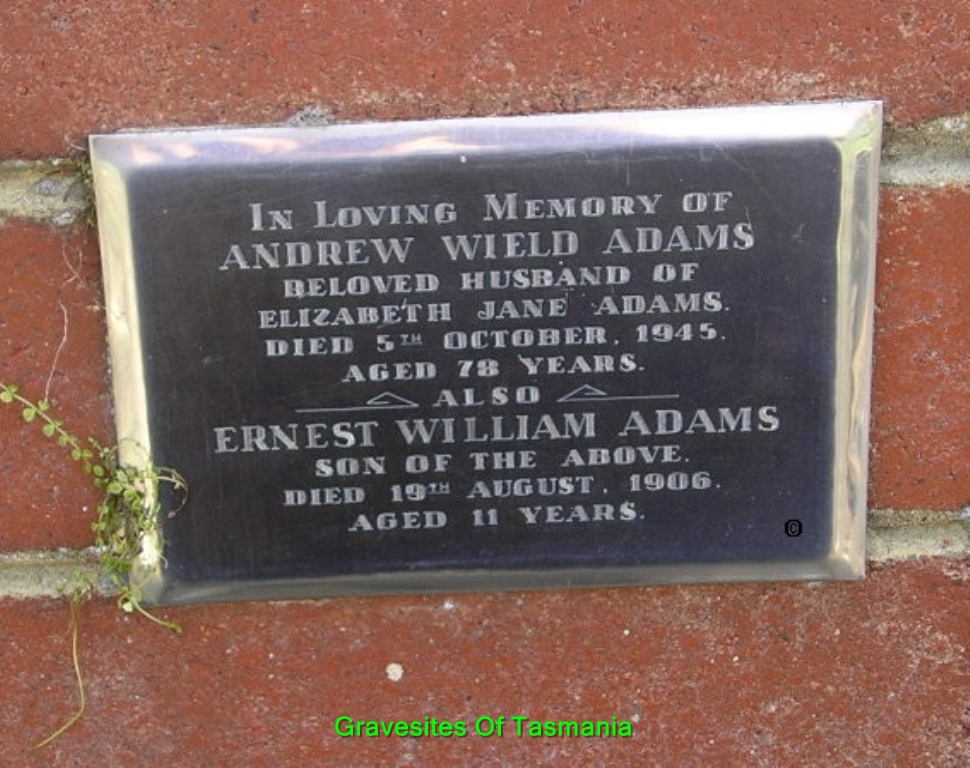 In Loving Memory of
ANDREW WIELD ADAMS
BELOVED HUSBAND OF
ELIZABETH JANE ADAMS.
DIED 5TH OCTOBER, 1945.
AGED 78 YEARS.
ALSO
ERNEST WILLIAM ADAMS
SON OF THE ABOVE.
DIED 19TH AUGUST, 1906.
AGED 11 YEARS.
©
Gravesites Of Tasmania